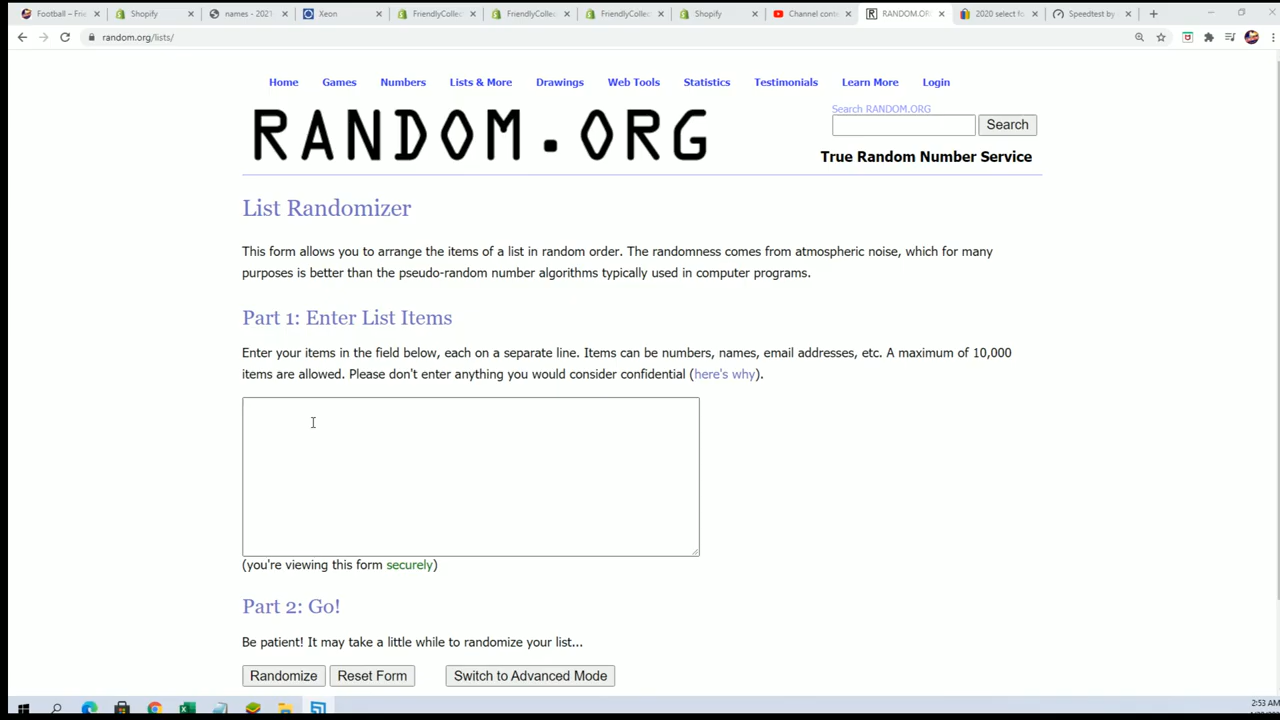 Football – Frie
Shopify
names - 2021
Xeon
FriendlyCollec
FriendlyCollec
FriendlyCollec
Shopify
Channel conte
RANDOM.OR
2020 select fo
Speedtest by
random.org/lists/
Home Games Numbers Lists & More Drawings Web Tools Statistics Testimonials Learn More Login
RANDOM.ORG
Search RANDOM.ORG
Search
True Random Number Service
List Randomizer
This form allows you to arrange the items of a list in random order. The randomness comes from atmospheric noise, which for many
purposes is better than the pseudo-random number algorithms typically used in computer programs.
Part 1: Enter List Items
Enter your items in the field below, each on a separate line. Items can be numbers, names, email addresses, etc. A maximum of 10,000
items are allowed. Please don't enter anything you would consider confidential (here's why).
(you're viewing this form securely)
Part 2: Go!
Be patient! It may take a little while to randomize your list...
Randomize Reset Form Switch to Advanced Mode
2:53 AM